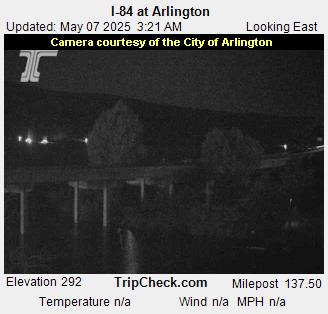 I-84 at Arlington
Updated: May 07 2025 3:21 AM Looking East
Camera courtesy of the City of Arlington
Elevation 292 TripCheck.com Milepost 137.50
Temperature n/a Wind n/a MPH n/a